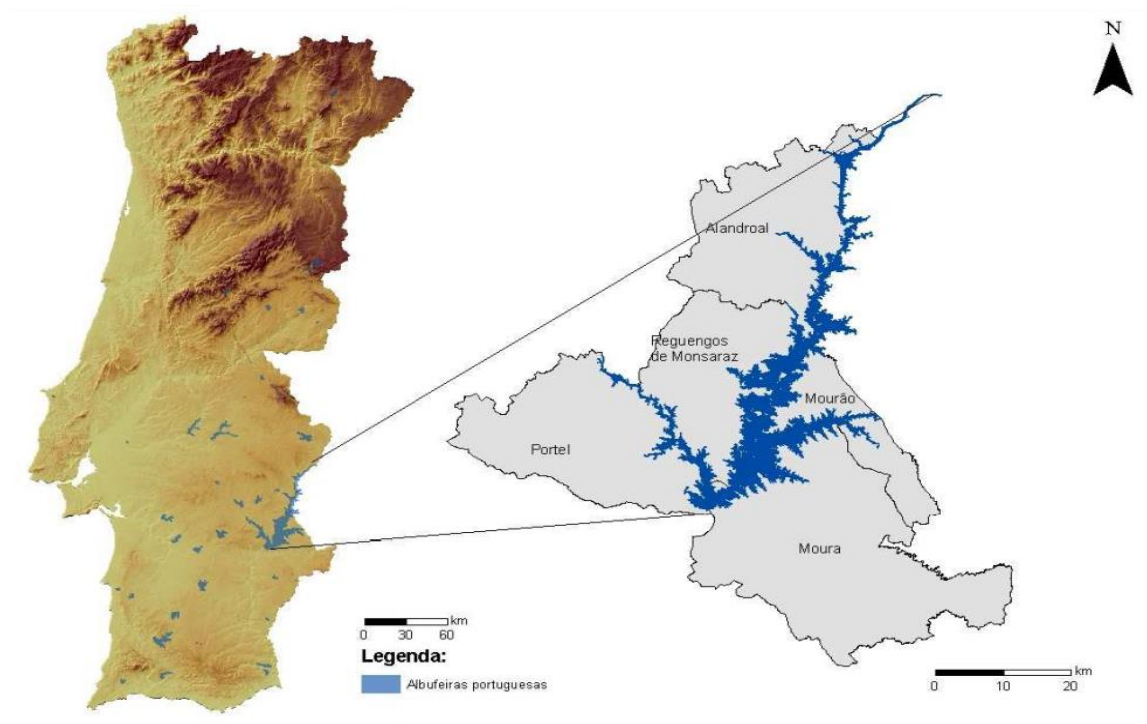 N
Alandroal
Reguengos
de Monsaraz
Mourão
Portel
Moura
km
0 30 60
Legenda:
Albufeiras portuguesas
km
0 10 20